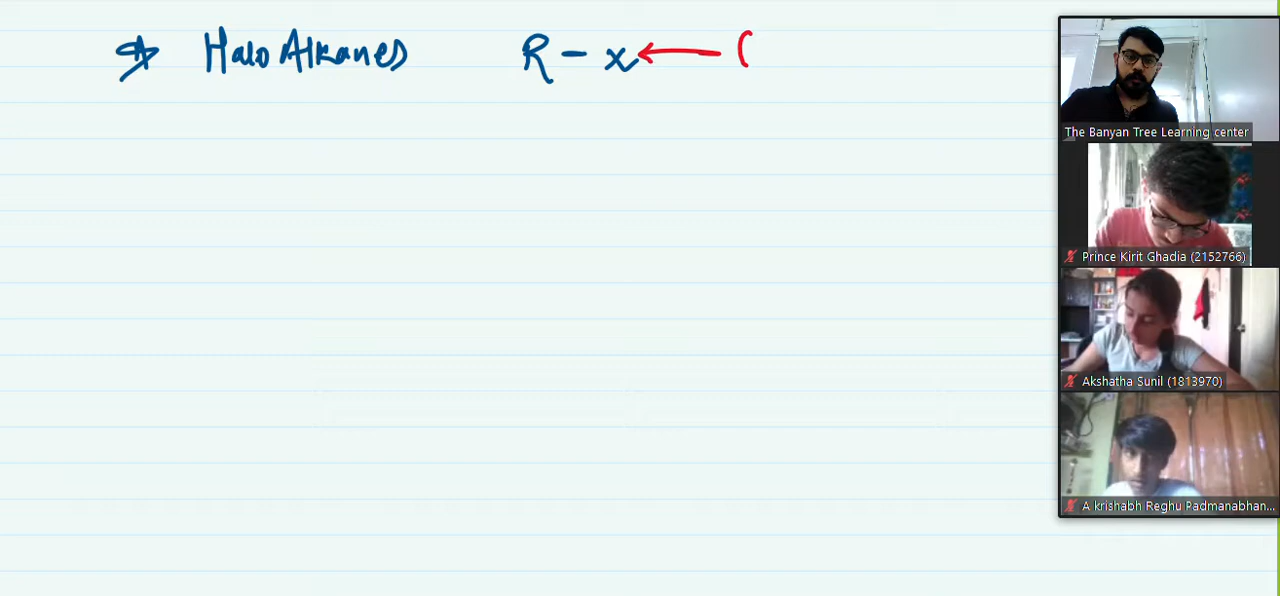 ⇒ Halo Alkanes R - x ← (
The Banyan Tree Learning center
Prince Kirit Ghadia (2152766)
Akshatha Sunil (1813970)
A krishabh Reghu Padmanabhan...